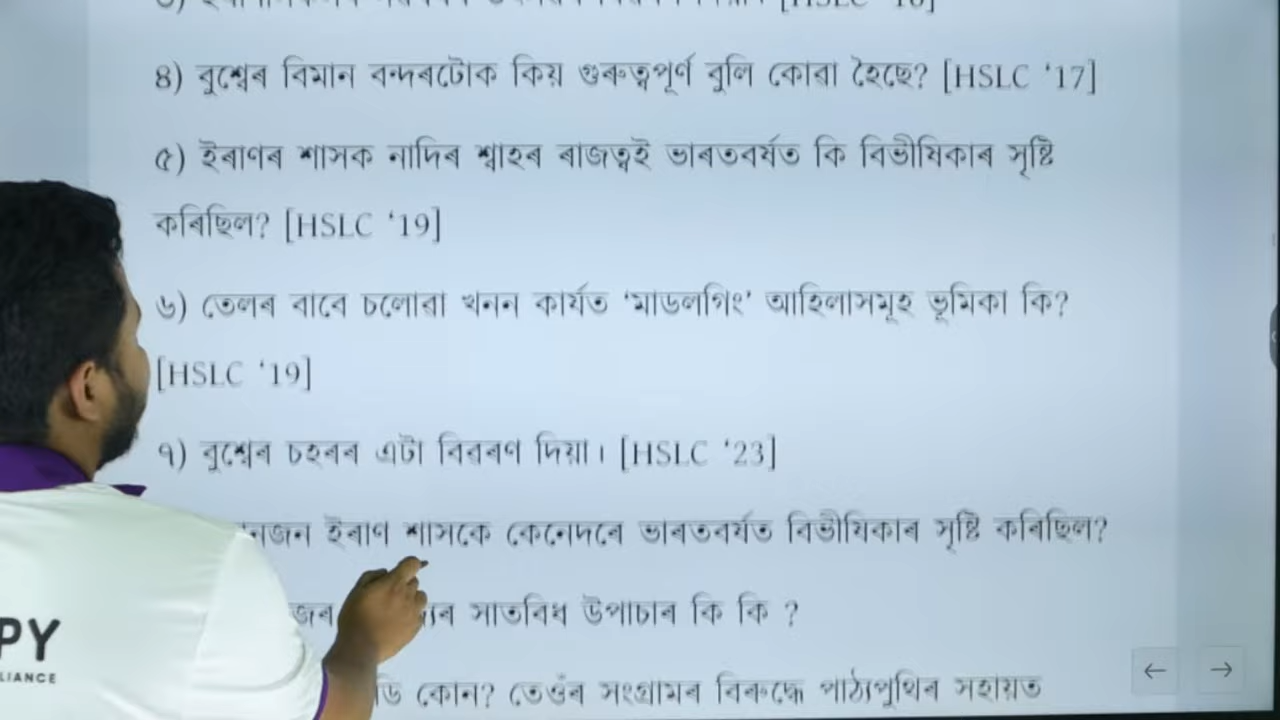 ৪) বুশ্বেৰ বিমান বন্দৰটোক কিয় গুৰুত্বপূৰ্ণ বুলি কোৱা হৈছে? [HSLC ‘17]
৫) ইৰাণৰ শাসক নাদিৰ শ্বাহৰ ৰাজত্বই ভাৰতবৰ্ষত কি বিভীষিকাৰ সৃষ্টি
কৰিছিল? [HSLC ‘19]
৬) তেলৰ বাবে চলোৱা খনন কাৰ্যত ‘মাডলগিং’ আহিলাসমূহ ভূমিকা কি?
[HSLC ‘19]
৭) বুশ্বেৰ চহৰৰ এটা বিৱৰণ দিয়া। [HSLC ‘23]
ইৰাণ শাসকে কেনেদৰে ভাৰতবৰ্ষত বিভীষিকাৰ সৃষ্টি কৰিছিল?
সাতবিধ উপাচাৰ কি কি ?
কোন? তেওঁৰ সংগ্ৰামৰ বিৰুদ্ধে পাঠ্যপুথিৰ সহায়ত
PY
LIANCE